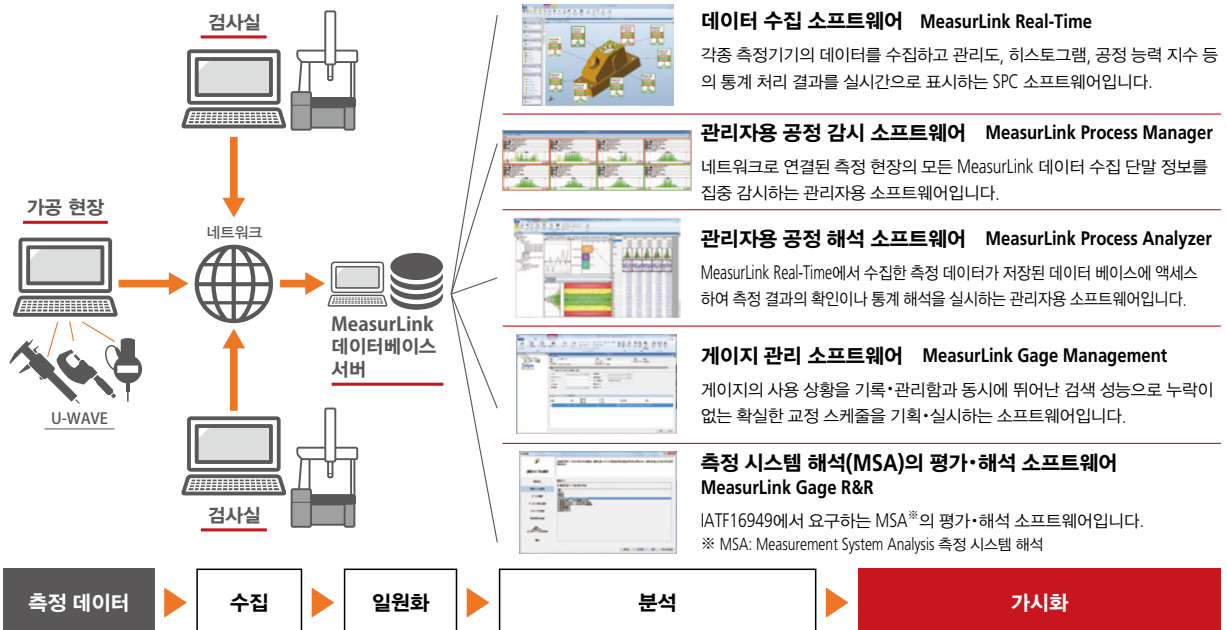 검사실
가공 현장
네트워크
MeasurLink
데이터베이스
서버
U-WAVE
검사실
데이터 수집 소프트웨어 MeasurLink Real-Time
각종 측정기기의 데이터를 수집하고 관리도, 히스토그램, 공정 능력 지수 등
의 통계 처리 결과를 실시간으로 표시하는 SPC 소프트웨어입니다.
관리자용 공정 감시 소프트웨어 MeasurLink Process Manager
네트워크로 연결된 측정 현장의 모든 MeasurLink 데이터 수집 단말 정보를
집중 감시하는 관리자용 소프트웨어입니다.
관리자용 공정 해석 소프트웨어 MeasurLink Process Analyzer
MeasurLink Real-Time에서 수집한 측정 데이터가 저장된 데이터 베이스에 액세스
하여 측정 결과의 확인이나 통계 해석을 실시하는 관리자용 소프트웨어입니다.
게이지 관리 소프트웨어 MeasurLink Gage Management
게이지의 사용 상황을 기록•관리함과 동시에 뛰어난 검색 성능으로 누락이
없는 확실한 교정 스케줄을 기획•실시하는 소프트웨어입니다.
측정 시스템 해석(MSA)의 평가•해석 소프트웨어
MeasurLink Gage R&R
IATF16949에서 요구하는 MSA※의 평가•해석 소프트웨어입니다.
※ MSA: Measurement System Analysis 측정 시스템 해석
측정 데이터
수집
일원화
분석
가시화